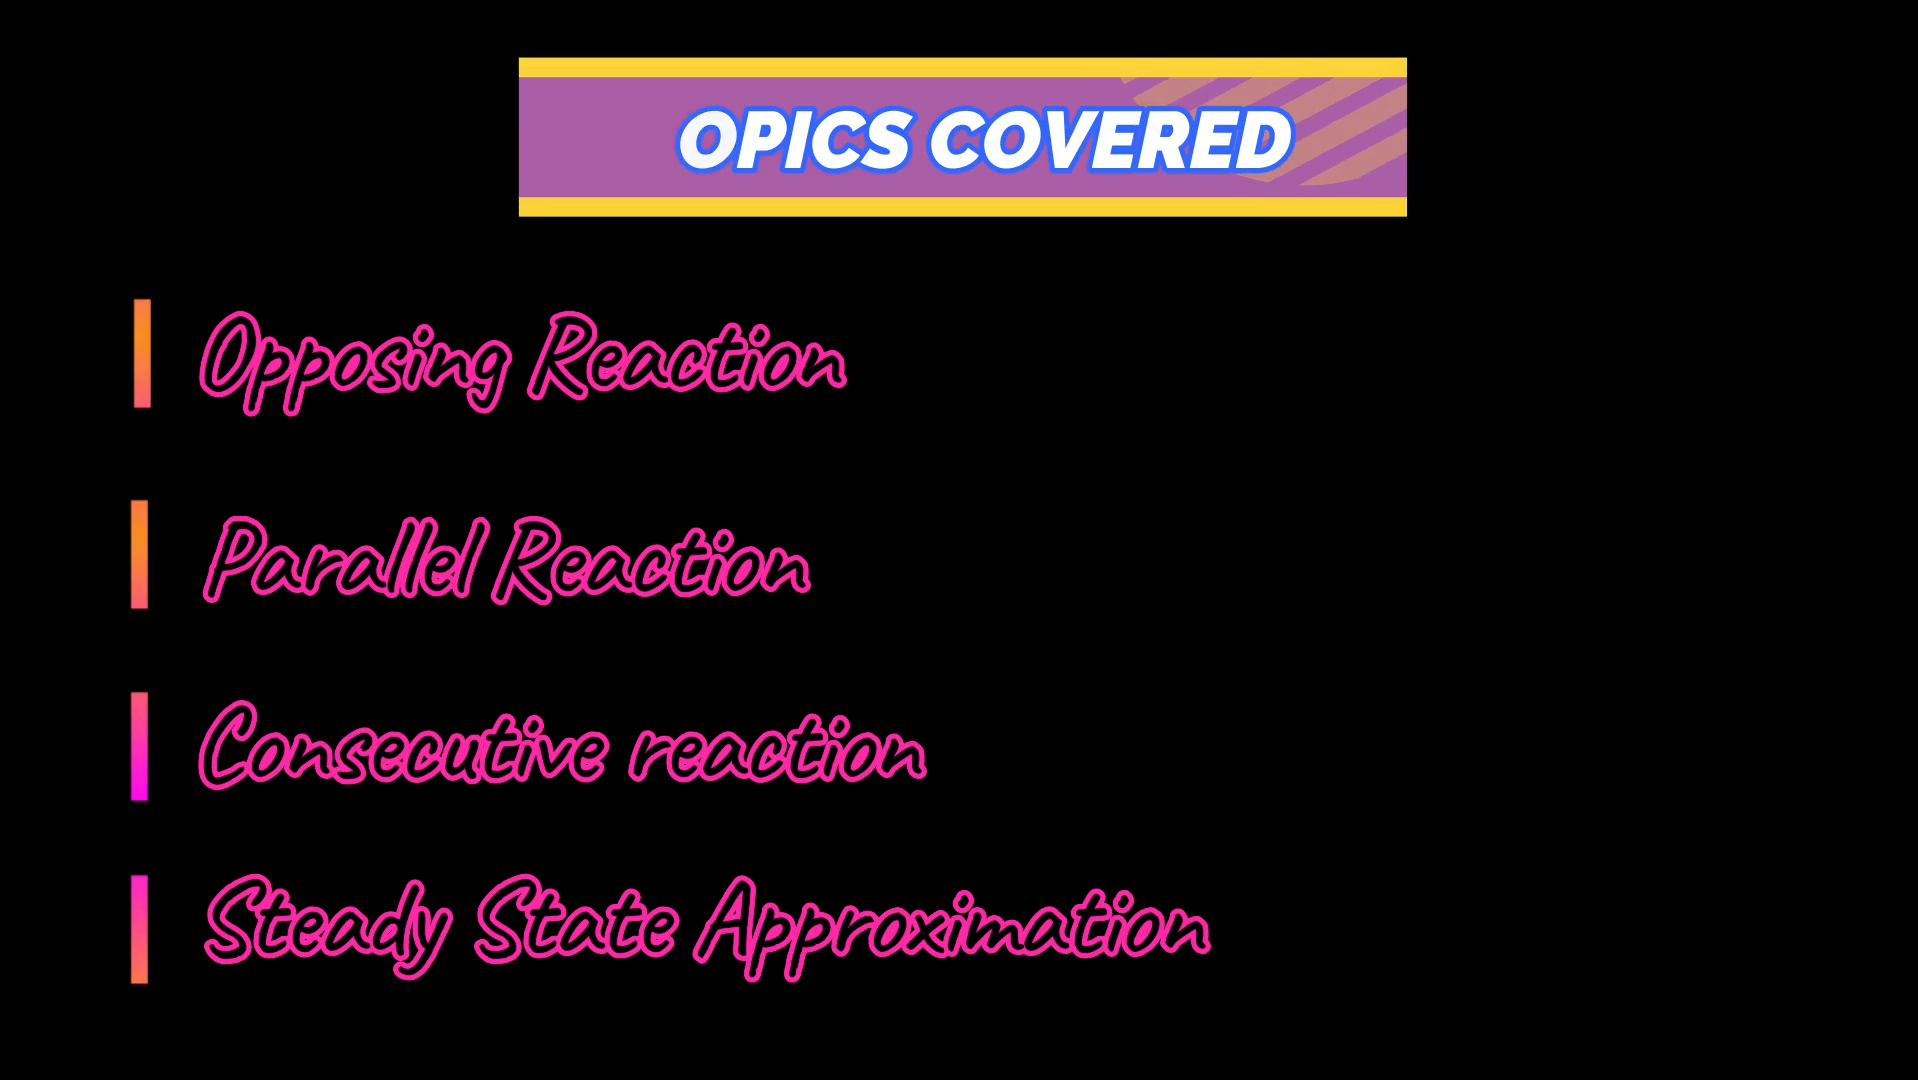 OPICS COVERED
Opposing Reaction
Parallel Reaction
Consecutive reaction
Steady State Approximation